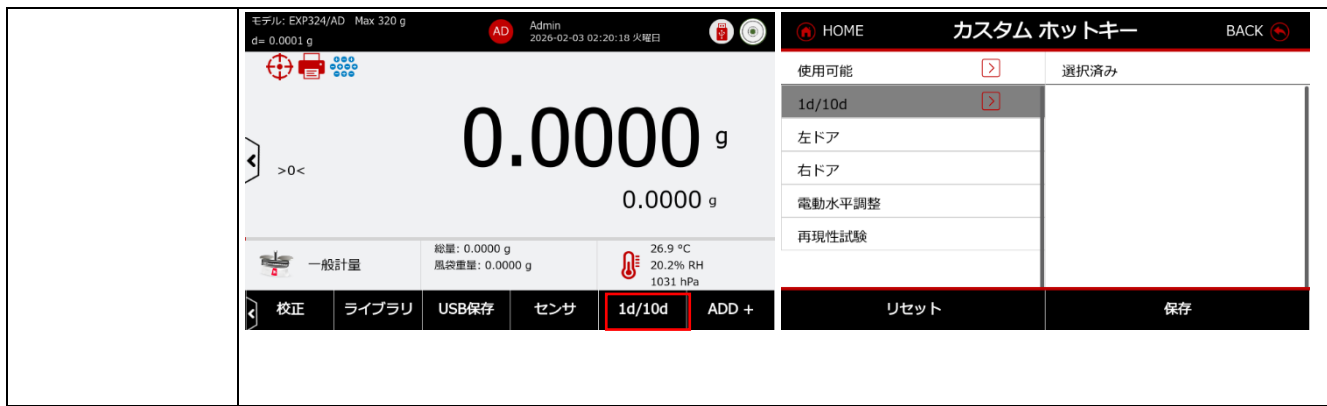 モデル: EXP324/AD Max 320 g
d= 0.0001 g
AD
Admin
2026-02-03 02:20:18 火曜日
0.0000 g
>0<
0.0000 g
一般計量
総量: 0.0000 g
風袋重量: 0.0000 g
26.9 °C
20.2% RH
1031 hPa
校正 ライブラリ USB保存 センサ 1d/10d ADD +
HOME カスタム ホットキー BACK
使用可能 選択済み
1d/10d
左ドア
右ドア
電動水平調整
再現性試験
リセット 保存